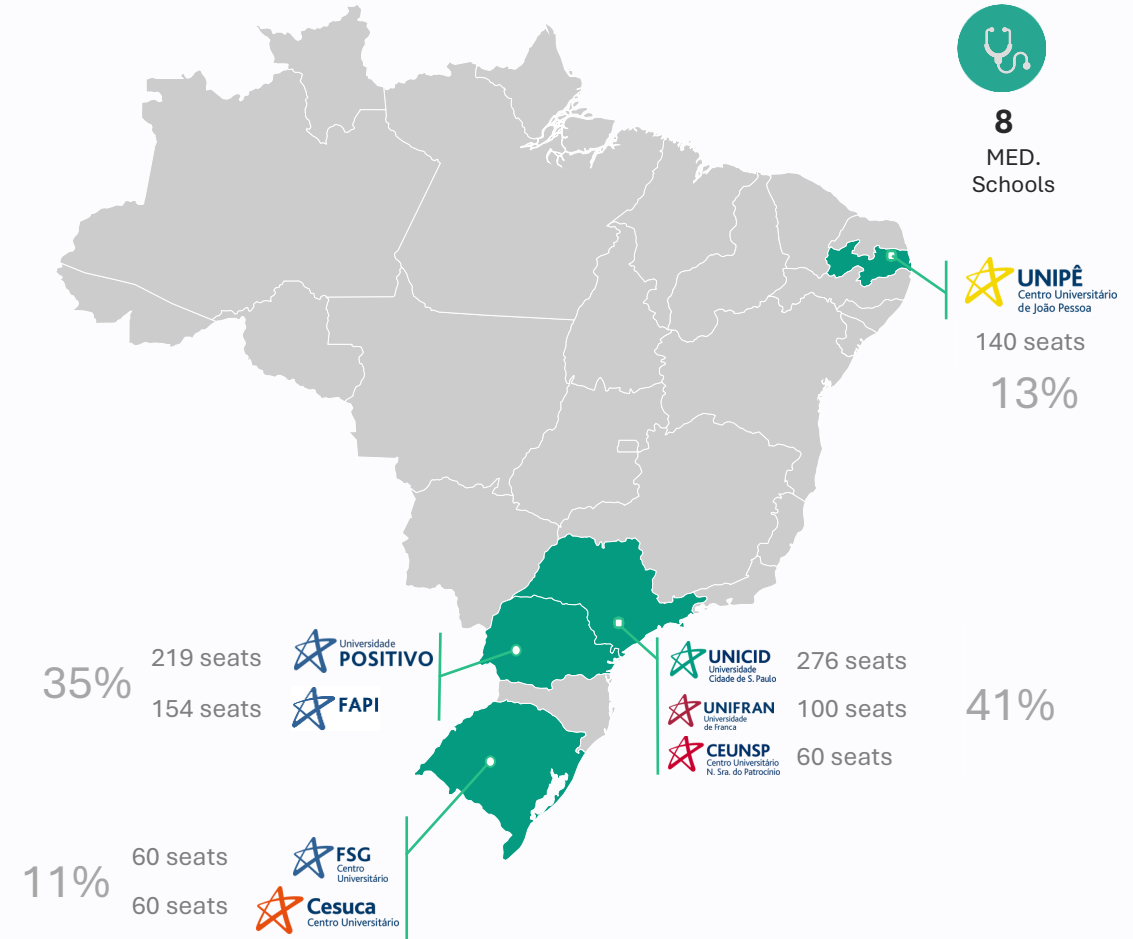 8
MED.
Schools
UNIPÊ
Centro Universitário
de João Pessoa
140 seats
13%
35%
219 seats
Universidade
POSITIVO
154 seats
FAPI
UNICID
Universidade
Cidade de S. Paulo
276 seats
UNIFRAN
Universidade
de Franca
100 seats
CEUNSP
Centro Universitário
N. Sra. do Patrocínio
60 seats
41%
11%
60 seats
FSG
Centro
Universitário
60 seats
Cesuca
Centro Universitário